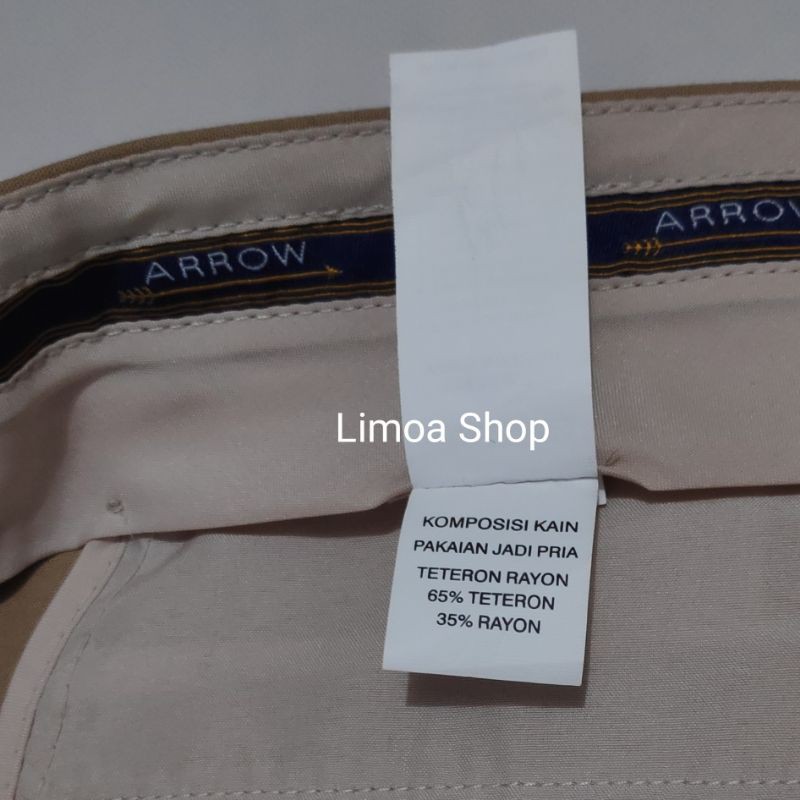 ARROW
ARROW
Limoa Shop
KOMPOSISI KAIN
PAKAIAN JADI PRIA
TETERON RAYON
65% TETERON
35% RAYON